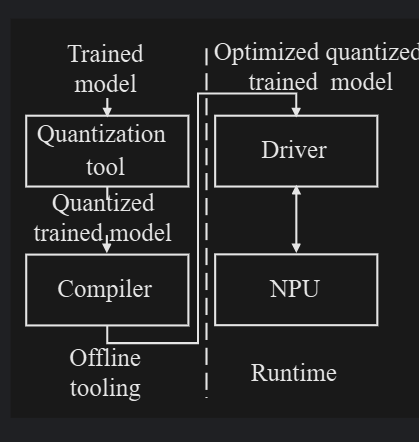 Trained
model
Quantization
tool
Quantized
trained model
Compiler
Offline
tooling
Optimized quantized
trained model
Driver
NPU
Runtime